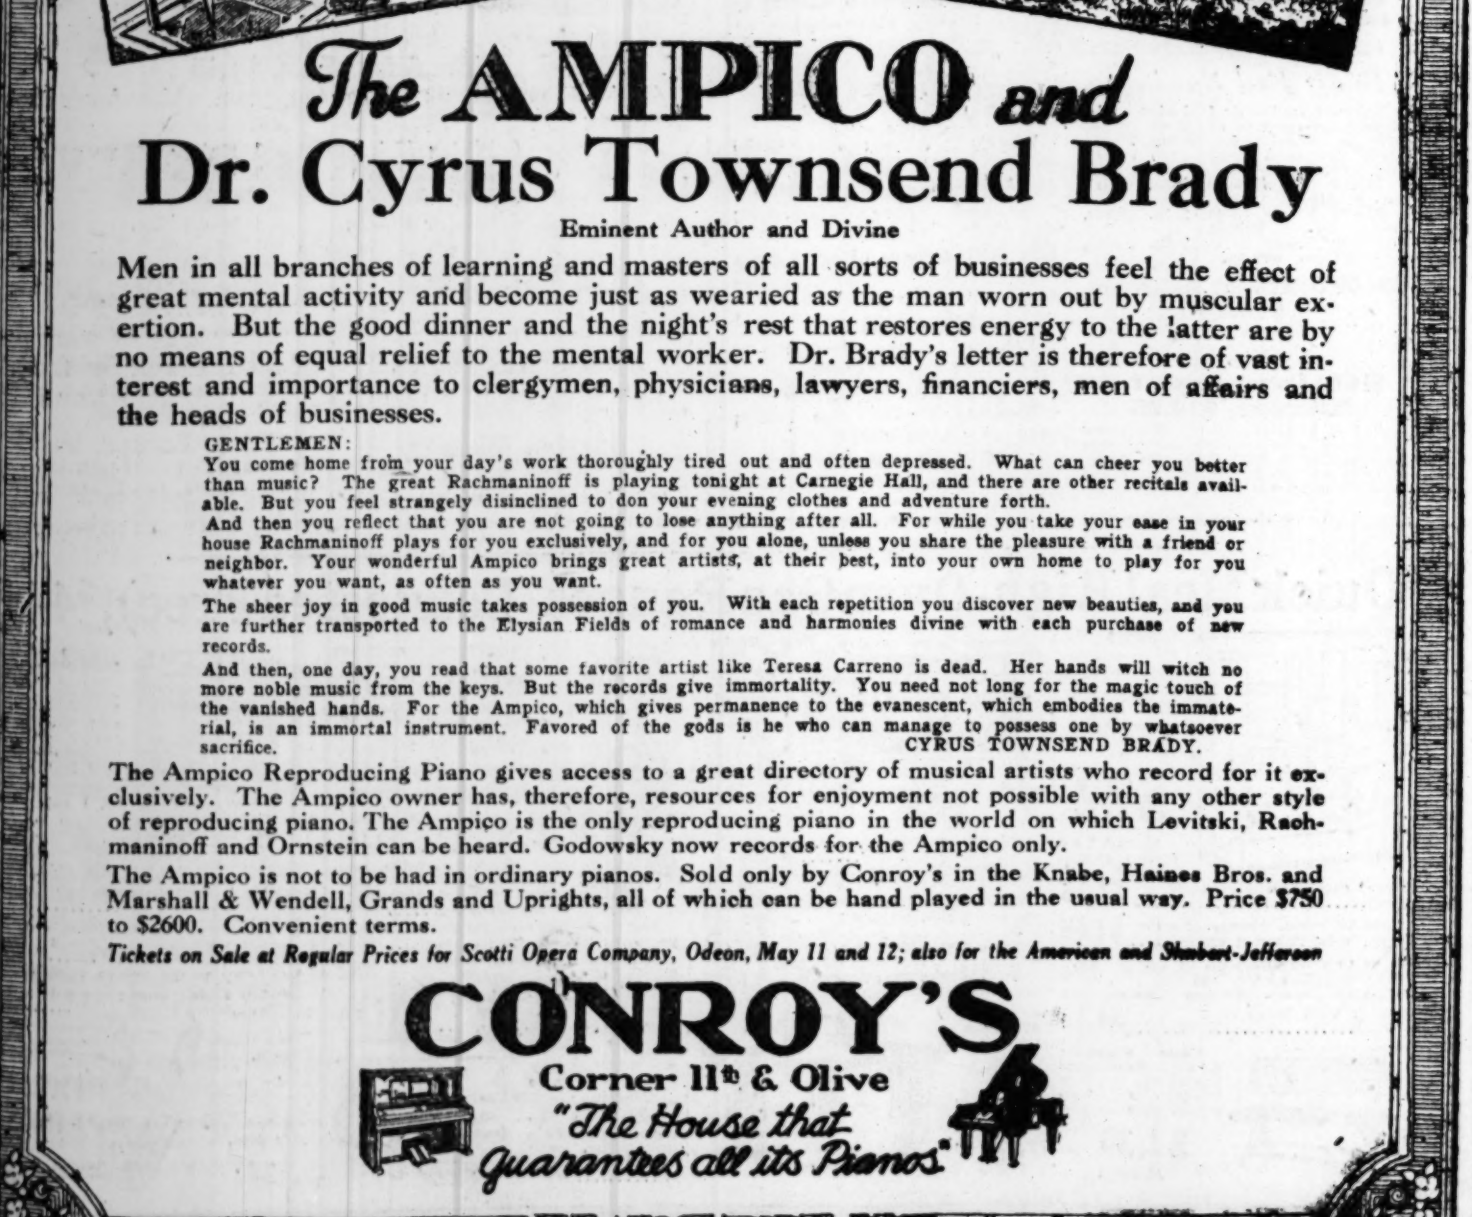 The AMPICO and
Dr. Cyrus Townsend Brady
Eminent Author and Divine
Men in all branches of learning and masters of all sorts of businesses feel the effect of
great mental activity and become just as wearied as the man worn out by muscular ex-
ertion. But the good dinner and the night's rest that restores energy to the latter are by
no means of equal relief to the mental worker. Dr. Brady's letter is therefore of vast in-
terest and importance to clergymen, physicians, lawyers, financiers, men of affairs and
the heads of businesses.
GENTLEMEN:
You come home from your day's work thoroughly tired out and often depressed. What can cheer you better
than music? The great Rachmaninoff is playing tonight at Carnegie Hall, and there are other recitals avail-
able. But you feel strangely disinclined to don your evening clothes and adventure forth.
And then you reflect that you are not going to lose anything after all. For while you take your ease in your
house Rachmaninoff plays for you exclusively, and for you alone, unless you share the pleasure with a friend or
neighbor. Your wonderful Ampico brings great artists, at their best, into your own home to play for you
whatever you want, as often as you want.
The sheer joy in good music takes possession of you. With each repetition you discover new beauties, and you
are further transported to the Elysian Fields of romance and harmonies divine with each purchase of new
records.
And then, one day, you read that some favorite artist like Teresa Carreno is dead. Her hands will witch no
more noble music from the keys. But the records give immortality. You need not long for the magic touch of
the vanished hands. For the Ampico, which gives permanence to the evanescent, which embodies the immate-
rial, is an immortal instrument. Favored of the gods is he who can manage to possess one by whatsoever
sacrifice. CYRUS TOWNSEND BRADY.
The Ampico Reproducing Piano gives access to a great directory of musical artists who record for it ex-
clusively. The Ampico owner has, therefore, resources for enjoyment not possible with any other style
of reproducing piano. The Ampico is the only reproducing piano in the world on which Levitski, Rach-
maninoff and Ornstein can be heard. Godowsky now records for the Ampico only.
The Ampico is not to be had in ordinary pianos. Sold only by Conroy's in the Knabe, Haines Bros. and
Marshall & Wendell, Grands and Uprights, all of which can be hand played in the usual way. Price $750
to $2600. Convenient terms.
Tickets on Sale at Regular Prices for Scotti Opera Company, Odeon, May 11 and 12; also for the American and Shubert-Jefferson
CONROY'S
Corner 11th & Olive
"The House that
Guarantees all its Pianos"